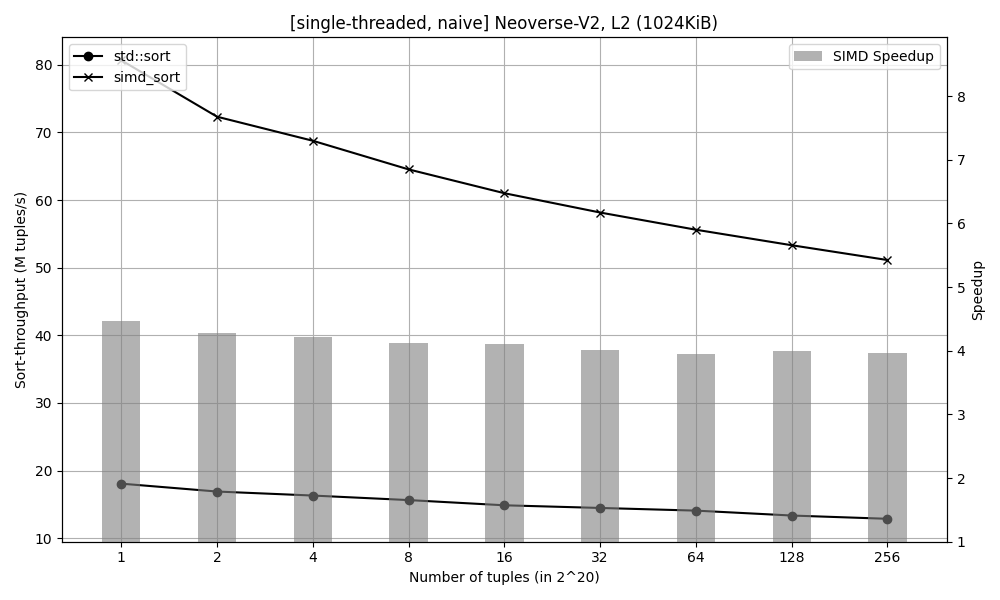 [single-threaded, naive] Neoverse-V2, L2 (1024KiB)
std::sort
simd_sort
SIMD Speedup
Sort-throughput (M tuples/s)
80
70
60
50
40
30
20
10
8
7
6
5
4
3
2
1
Speedup
1 2 4 8 16 32 64 128 256
Number of tuples (in 2^20)